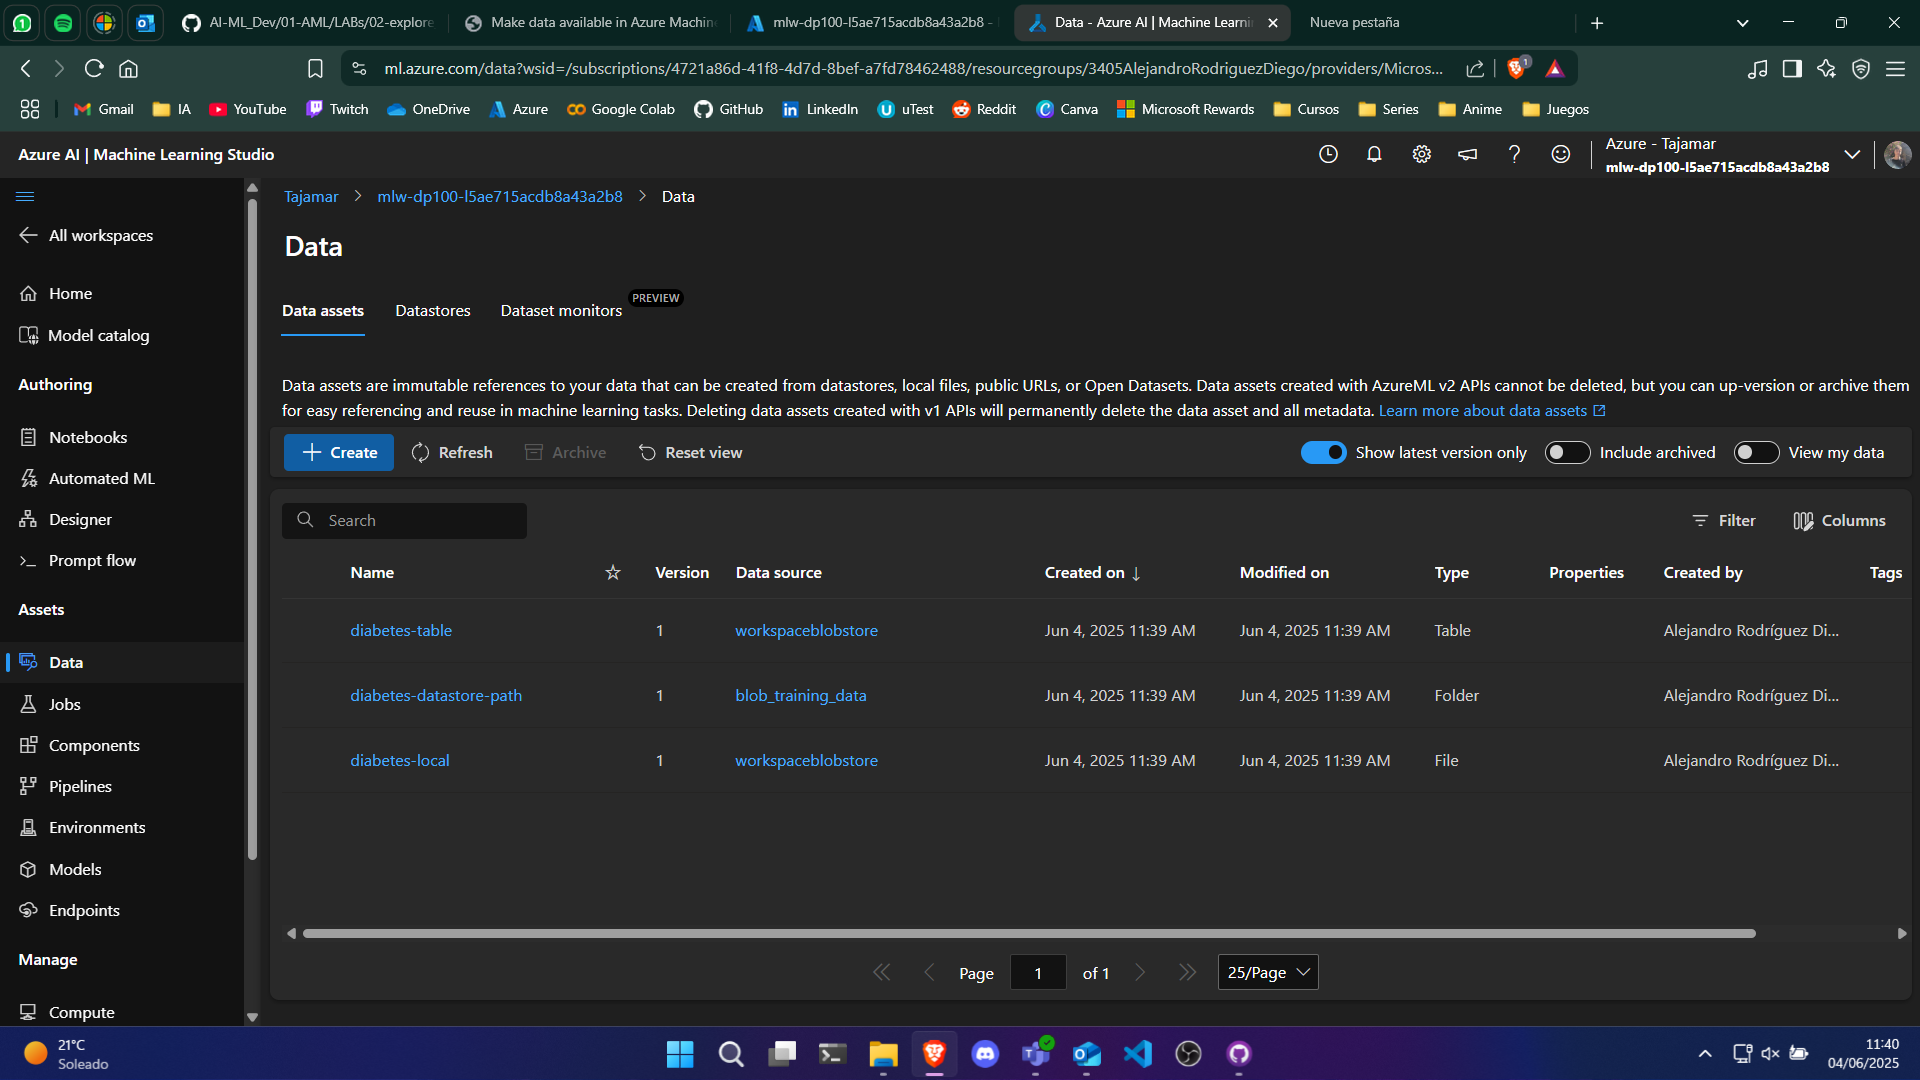 AI-ML_Dev/01-AML/LABs/02-explore
Make data available in Azure Machin
mlw-dp100-l5ae715acdb8a43a2b8 -
Data - Azure AI | Machine Learni
Nueva pestaña
ml.azure.com/data?wsid=/subscriptions/4721a86d-41f8-4d7d-8bef-a7fd78462488/resourcegroups/3405AlejandroRodriguezDiego/providers/Micros...
1
Gmail
IA
YouTube
Twitch
OneDrive
Azure
Google Colab
GitHub
LinkedIn
uTest
Reddit
Canva
Microsoft Rewards
Cursos
Series
Anime
Juegos
Azure AI | Machine Learning Studio
Azure - Tajamar
mlw-dp100-l5ae715acdb8a43a2b8
All workspaces
Home
Model catalog
Authoring
Notebooks
Automated ML
Designer
Prompt flow
Assets
Data
Jobs
Components
Pipelines
Environments
Models
Endpoints
Manage
Compute
Tajamar > mlw-dp100-l5ae715acdb8a43a2b8 > Data
Data
Data assets
Datastores
Dataset monitors PREVIEW
Data assets are immutable references to your data that can be created from datastores, local files, public URLs, or Open Datasets. Data assets created with AzureML v2 APIs cannot be deleted, but you can up-version or archive them
for easy referencing and reuse in machine learning tasks. Deleting data assets created with v1 APIs will permanently delete the data asset and all metadata. Learn more about data assets
Create Refresh Archive Reset view Show latest version only Include archived View my data
Search Filter Columns
Name Version Data source Created on Modified on Type Properties Created by Tags
diabetes-table 1 workspaceblobstore Jun 4, 2025 11:39 AM Jun 4, 2025 11:39 AM Table Alejandro Rodríguez Di...
diabetes-datastore-path 1 blob_training_data Jun 4, 2025 11:39 AM Jun 4, 2025 11:39 AM Folder Alejandro Rodríguez Di...
diabetes-local 1 workspaceblobstore Jun 4, 2025 11:39 AM Jun 4, 2025 11:39 AM File Alejandro Rodríguez Di...
Page 1 of 1 25/Page
21°C
Soleado
11:40
04/06/2025